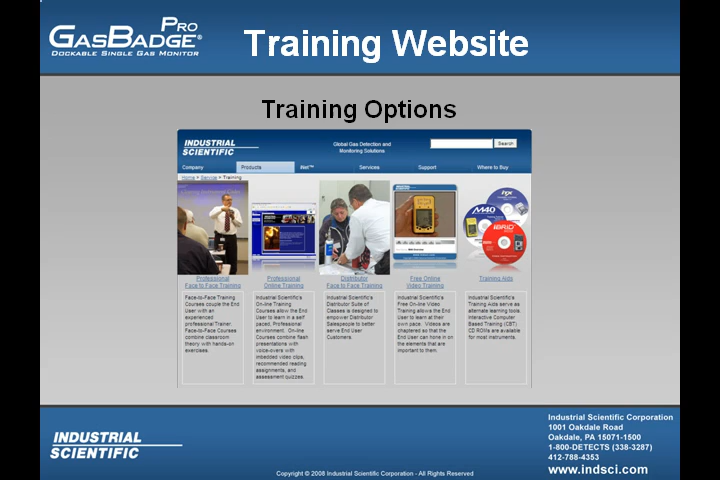 GASBADGE® PRO
DOCKABLE SINGLE GAS MONITOR
Training Website
Training Options
INDUSTRIAL
SCIENTIFIC
Global Gas Detection and
Monitoring Solutions
Search
Company Products iNet™ Services Support Where to Buy
Home > Service > Training
RX
M40
IBRID
Professional
Face to Face Training
Professional
Online Training
Distributor
Face to Face Training
Free Online
Video Training
Training Aids
Face-to-Face Training
Courses couple the End
User with an
experienced
professional Trainer.
Face-to-Face Courses
combine classroom
theory with hands-on
exercises.
Industrial Scientific's
On-line Training
Courses allow the End
User to learn in a self
paced, Professional
environment. On-line
Courses combine flash
presentations with
voice-overs with
imbedded video clips,
recommended reading
assignments, and
assessment quizzes.
Industrial Scientific's
Distributor Suite of
Classes is designed to
empower Distributor
Salespeople to better
serve End User
Customers.
Industrial Scientific's
Free On-line Video
Training allows the End
User to learn at their
own pace. Videos are
chaptered so that the
End User can hone in on
the elements that are
important to them.
Industrial Scientific's
Training Aids serve as
alternate learning tools.
Interactive Computer
Based Training (CBT)
CD ROMs are available
for most instruments.
INDUSTRIAL
SCIENTIFIC
Copyright © 2008 Industrial Scientific Corporation - All Rights Reserved
Industrial Scientific Corporation
1001 Oakdale Road
Oakdale, PA 15071-1500
1-800-DETECTS (338-3287)
412-788-4353
www.indsci.com